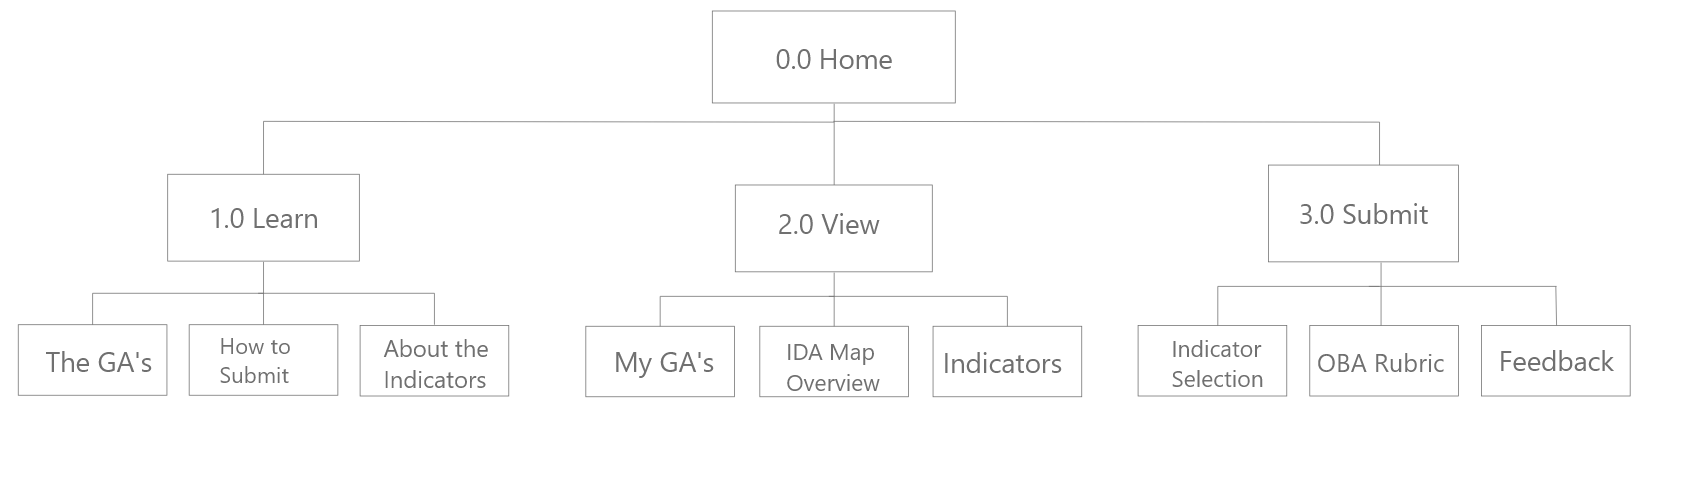 0.0 Home
1.0 Learn
2.0 View
3.0 Submit
The GA's
How to
Submit
About the
Indicators
My GA's
IDA Map
Overview
Indicators
Indicator
Selection
OBA Rubric
Feedback